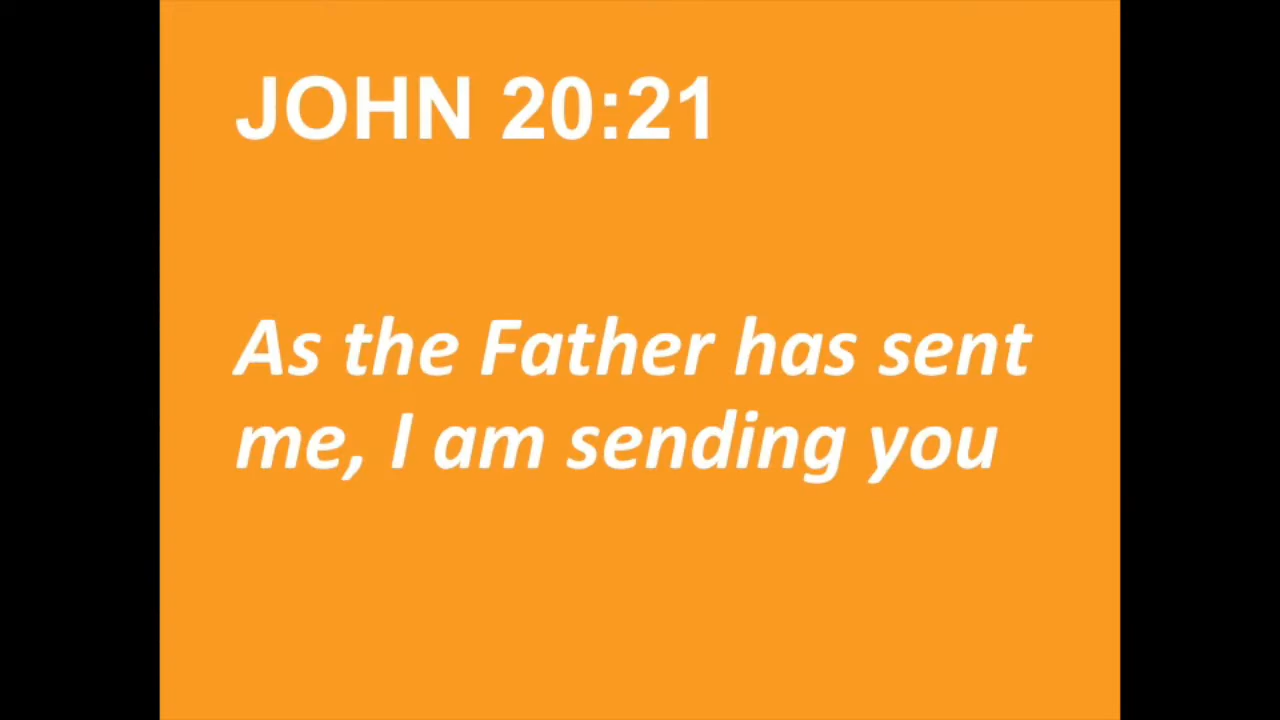 JOHN 20:21
As the Father has sent
me, I am sending you